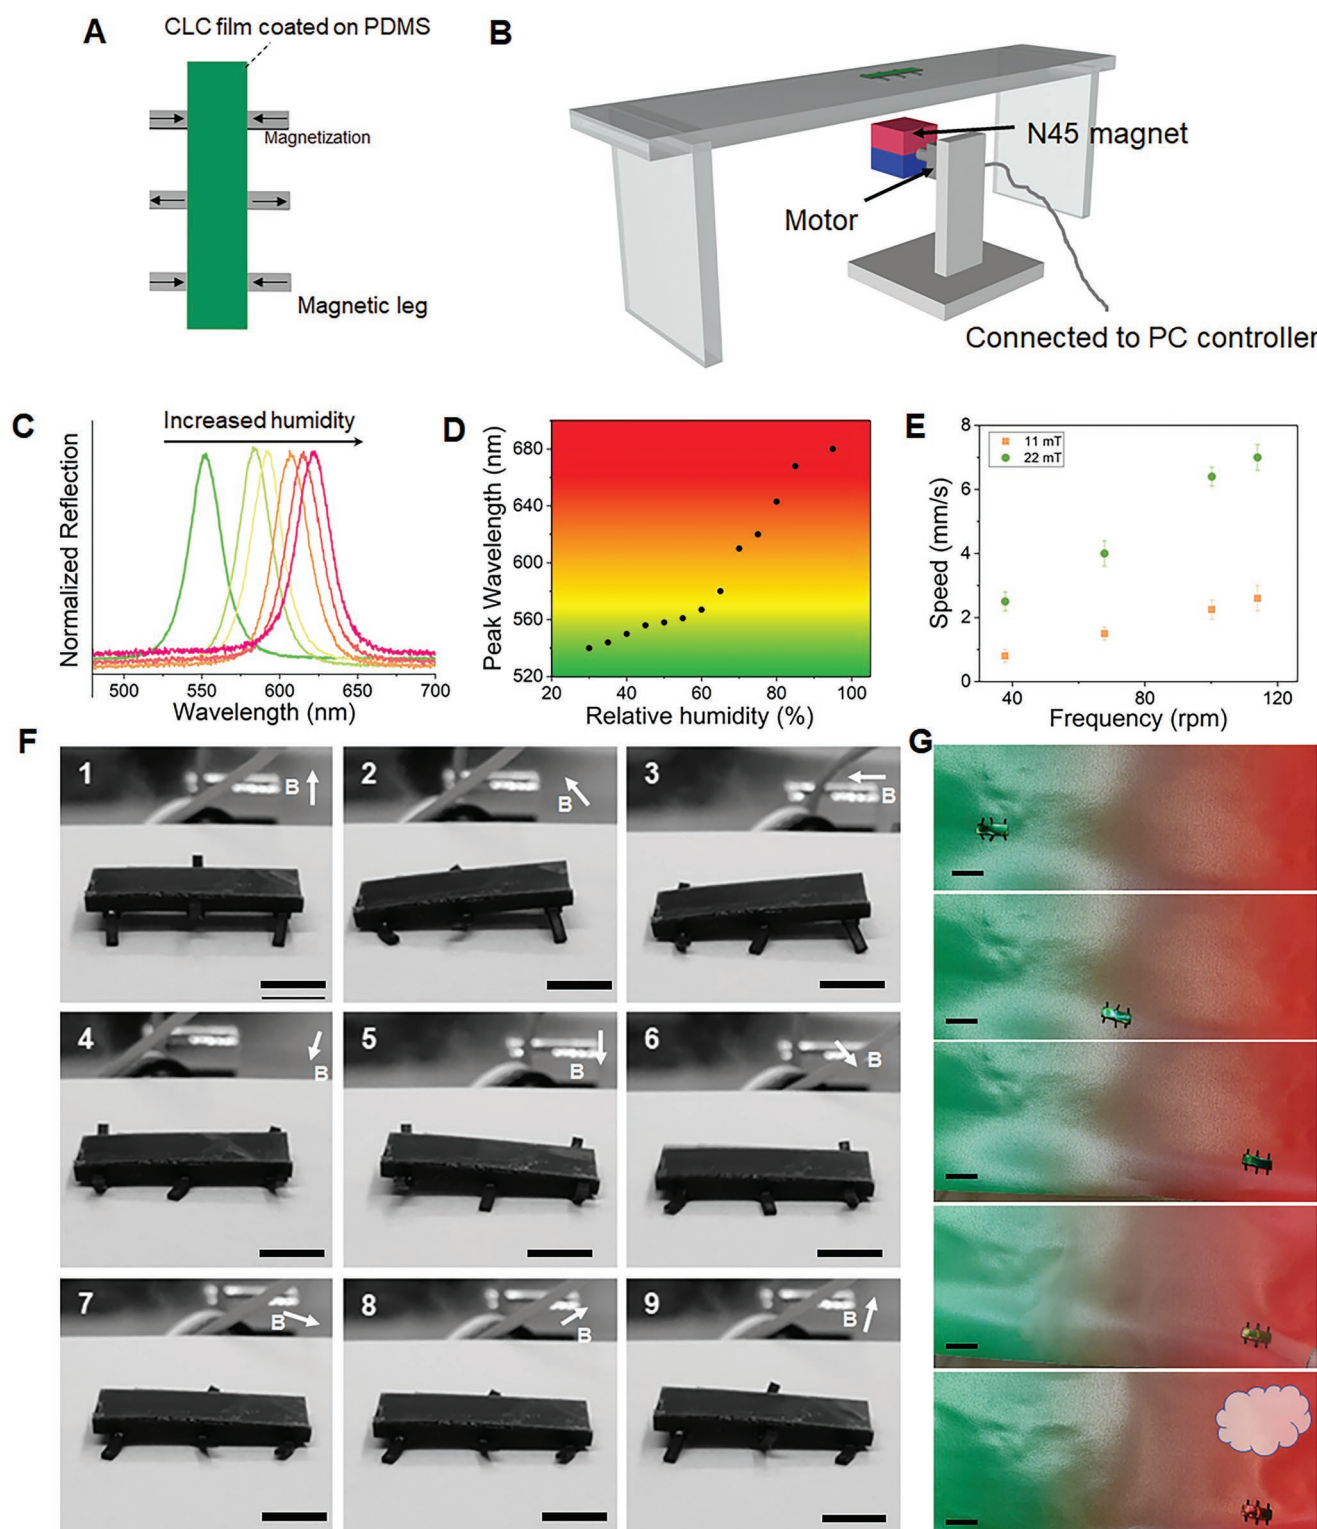 A
CLC film coated on PDMS
Magnetization
Magnetic leg
B
N45 magnet
Motor
Connected to PC controller
C
Increased humidity
Normalized Reflection
500 550 600 650 700
Wavelength (nm)
D
Peak Wavelength (nm)
680
640
600
560
520
20 40 60 80 100
Relative humidity (%)
E
Speed (mm/s)
8
6
4
2
0
11 mT
22 mT
40 80 120
Frequency (rpm)
F
1
B
2
B
3
B
4
B
5
B
6
B
7
B
8
B
9
B
G